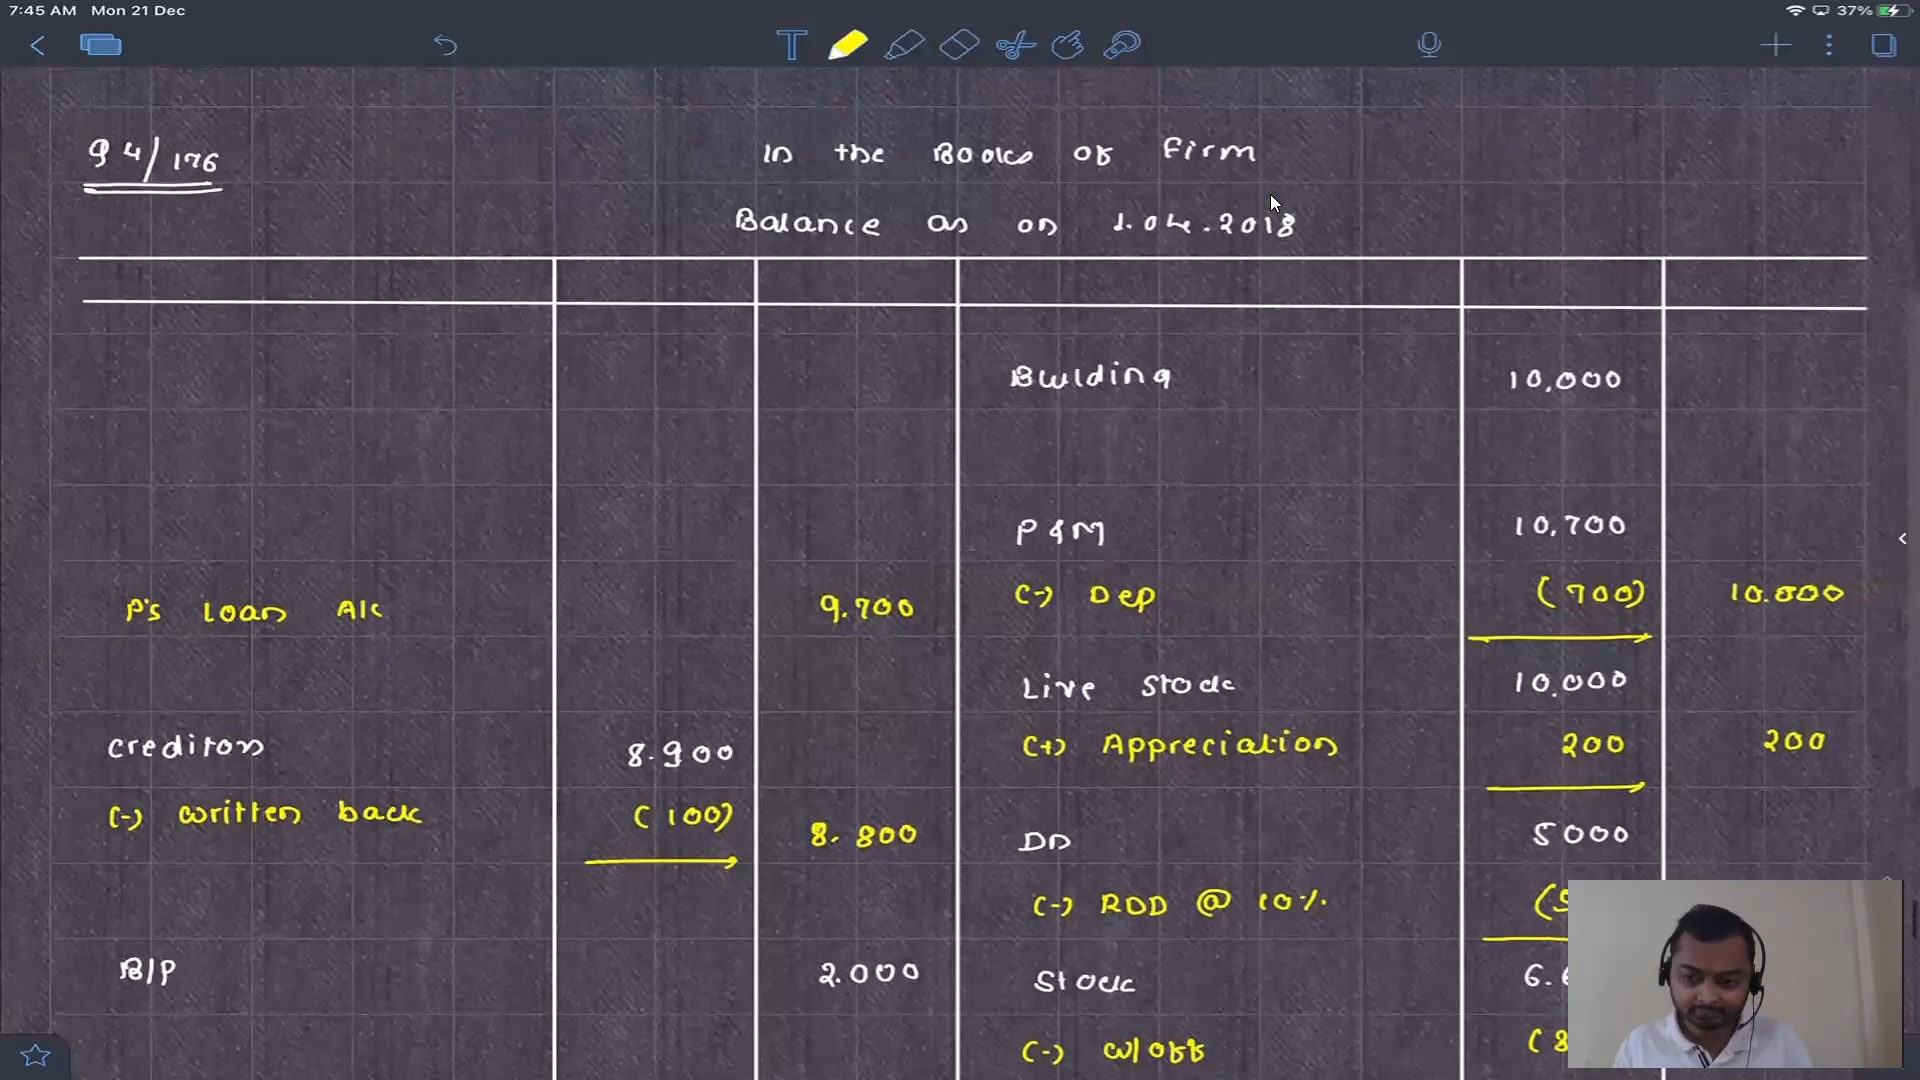 7:45 AM Mon 21 Dec
37%
T
94/176
In the Books of Firm
Balance as on 1.04.2018
Building 10,000
P & M 10,700
P's Loan A/c 9.700 (-) Dep (700) 10.000
Live Stock 10.000
Creditors 8.900 (+) Appreciation 200 200
(-) written back (100) 8.800 DD 5000
(-) RDD @ 10%
B/P 2.000 Stock
(-) w/off